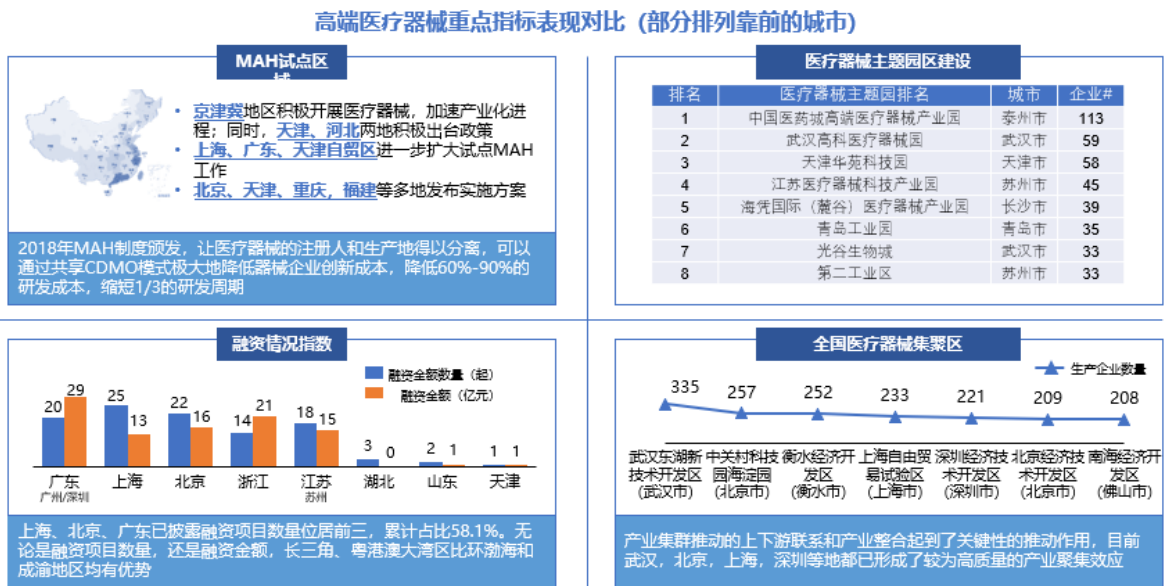 高端医疗器械重点指标表现对比（部分排列靠前的城市）
MAH试点区
域
• 京津冀地区积极开展医疗器械，加速产业化进
程；同时，天津、河北两地积极出台政策
• 上海、广东、天津自贸区进一步扩大试点MAH
工作
• 北京、天津、重庆，福建等多地发布实施方案
2018年MAH制度颁发，让医疗器械的注册人和生产地得以分离，可以
通过共享CDMO模式极大地降低器械企业创新成本，降低60%-90%的
研发成本，缩短1/3的研发周期
医疗器械主题园区建设
排名 医疗器械主题园排名 城市 企业#
1 中国医药城高端医疗器械产业园 泰州市 113
2 武汉高科医疗器械园 武汉市 59
3 天津华苑科技园 天津市 58
4 江苏医疗器械科技产业园 苏州市 45
5 海凭国际（麓谷）医疗器械产业园 长沙市 39
6 青岛工业园 青岛市 35
7 光谷生物城 武汉市 33
8 第二工业区 苏州市 33
融资情况指数
融资金额数量（起）
融资金额（亿元）
20 29 25 13 22 16 14 21 18 15 3 0 2 1 1 1
广东 上海 北京 浙江 江苏 湖北 山东 天津
广州/深圳 苏州
上海、北京、广东已披露融资项目数量位居前三，累计占比58.1%。无
论是融资项目数量，还是融资金额，长三角、粤港澳大湾区比环渤海和
成渝地区均有优势
全国医疗器械集聚区
生产企业数量
335 257 252 233 221 209 208
武汉东湖新 中关村科技 衡水经济开 上海自由贸 深圳经济技 北京经济技 南海经济开
技术开发区 园海淀园 发区 易试验区 术开发区 术开发区 发区
(武汉市) (北京市) (衡水市) (上海市) (深圳市) (北京市) (佛山市)
产业集群推动的上下游联系和产业整合起到了关键性的推动作用，目前
武汉，北京，上海，深圳等地都已形成了较为高质量的产业聚集效应